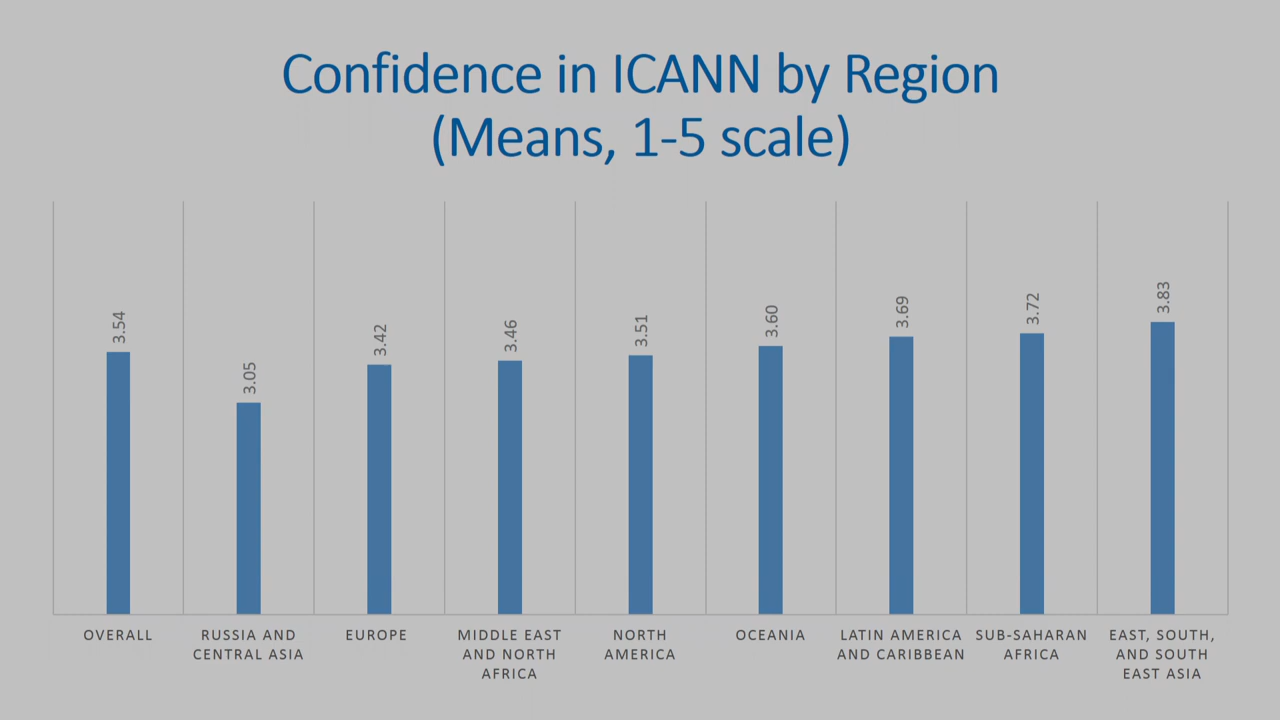 Confidence in ICANN by Region
(Means, 1-5 scale)
3.54
3.05
3.42
3.46
3.51
3.60
3.69
3.72
3.83
OVERALL
RUSSIA AND
CENTRAL ASIA
EUROPE
MIDDLE EAST
AND NORTH
AFRICA
NORTH
AMERICA
OCEANIA
LATIN AMERICA
AND CARIBBEAN
SUB-SAHARAN
AFRICA
EAST, SOUTH,
AND SOUTH
EAST ASIA